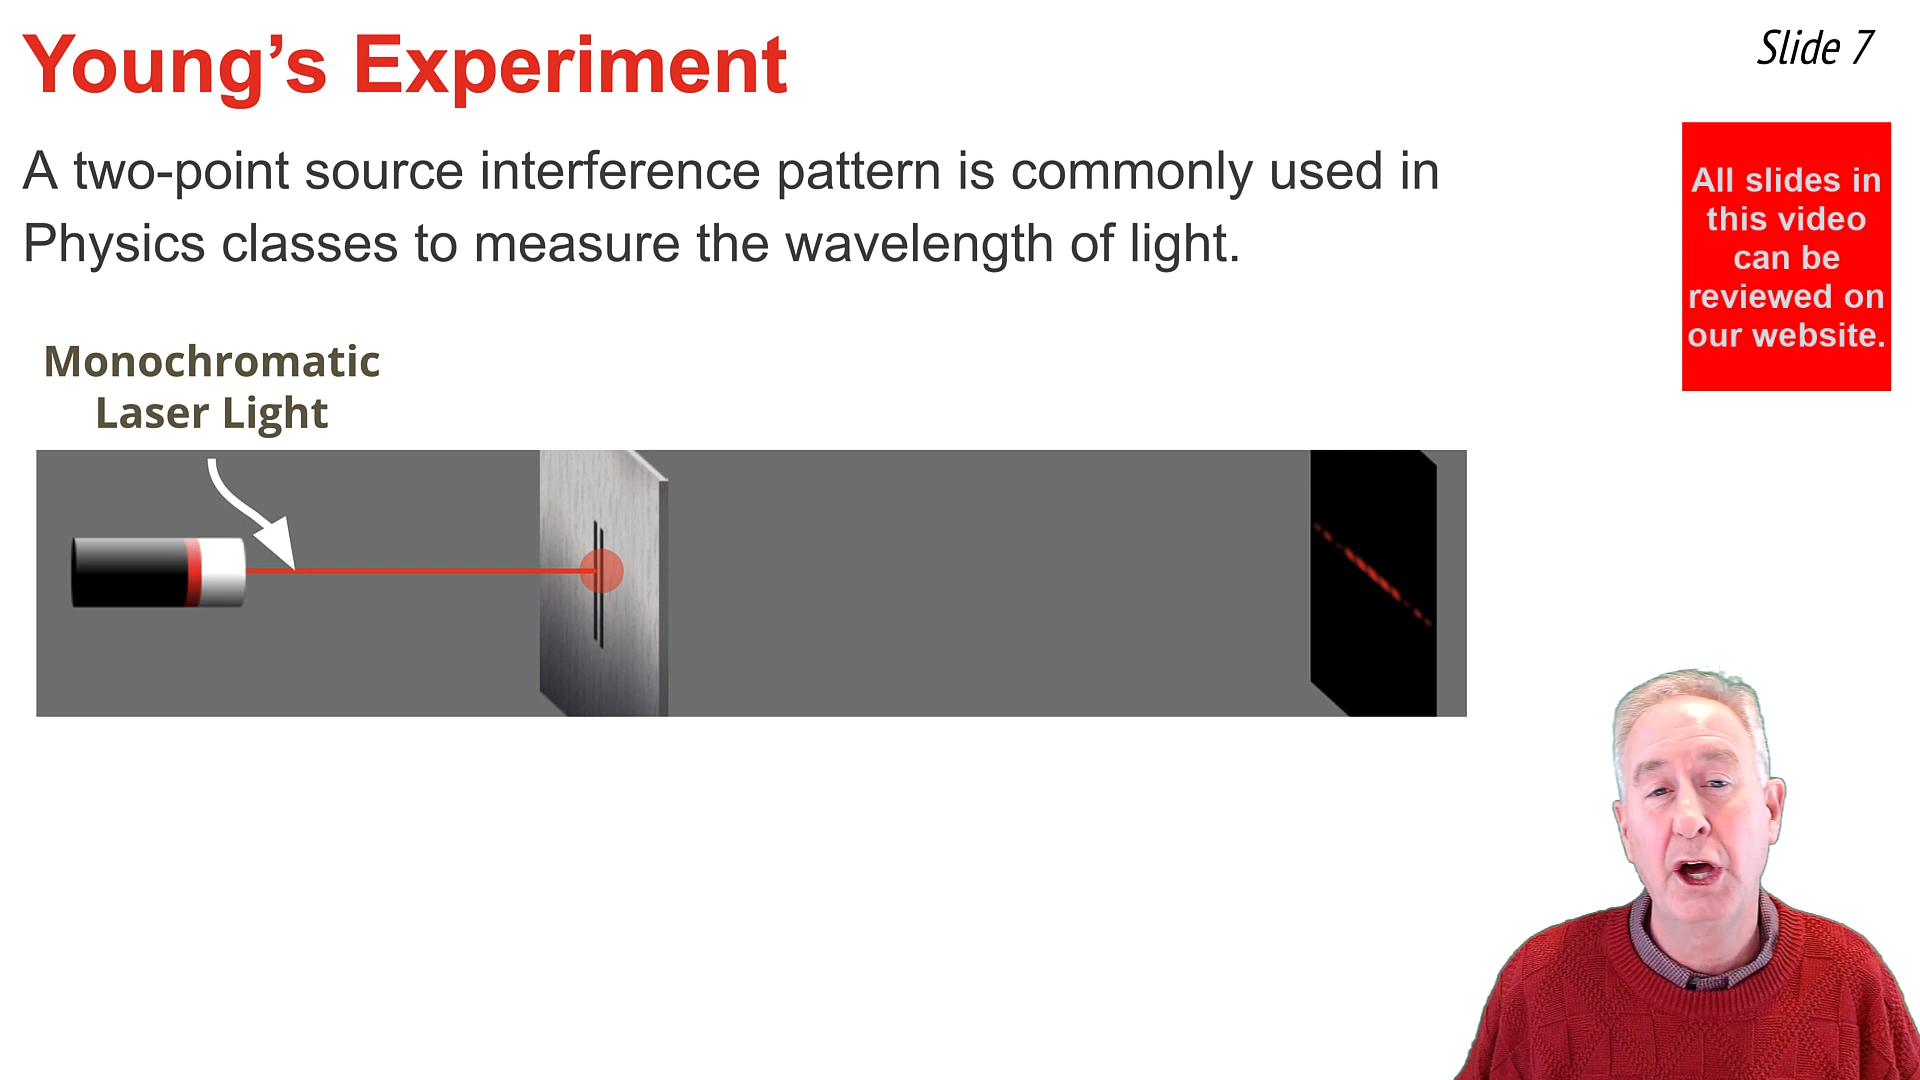 Young’s Experiment
Slide 7
A two-point source interference pattern is commonly used in
Physics classes to measure the wavelength of light.
All slides in
this video
can be
reviewed on
our website.
Monochromatic
Laser Light